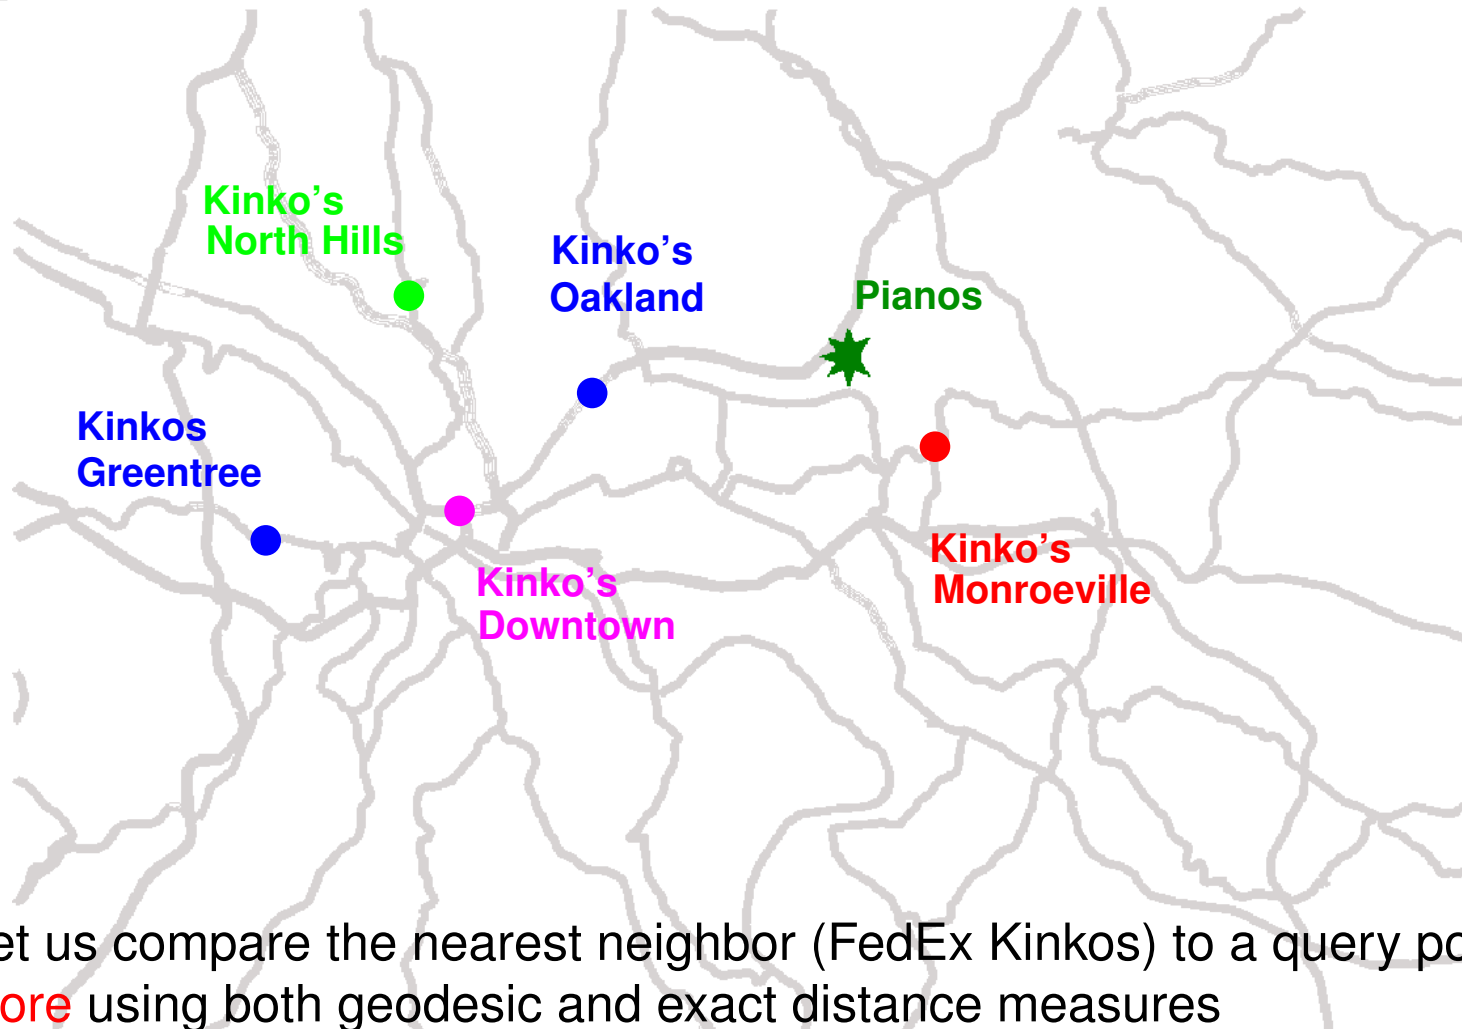 Kinko's
North Hills
Kinko's
Oakland
Pianos
Kinkos
Greentree
Kinko's
Monroeville
Kinko's
Downtown
et us compare the nearest neighbor (FedEx Kinkos) to a query po
ore using both geodesic and exact distance measures